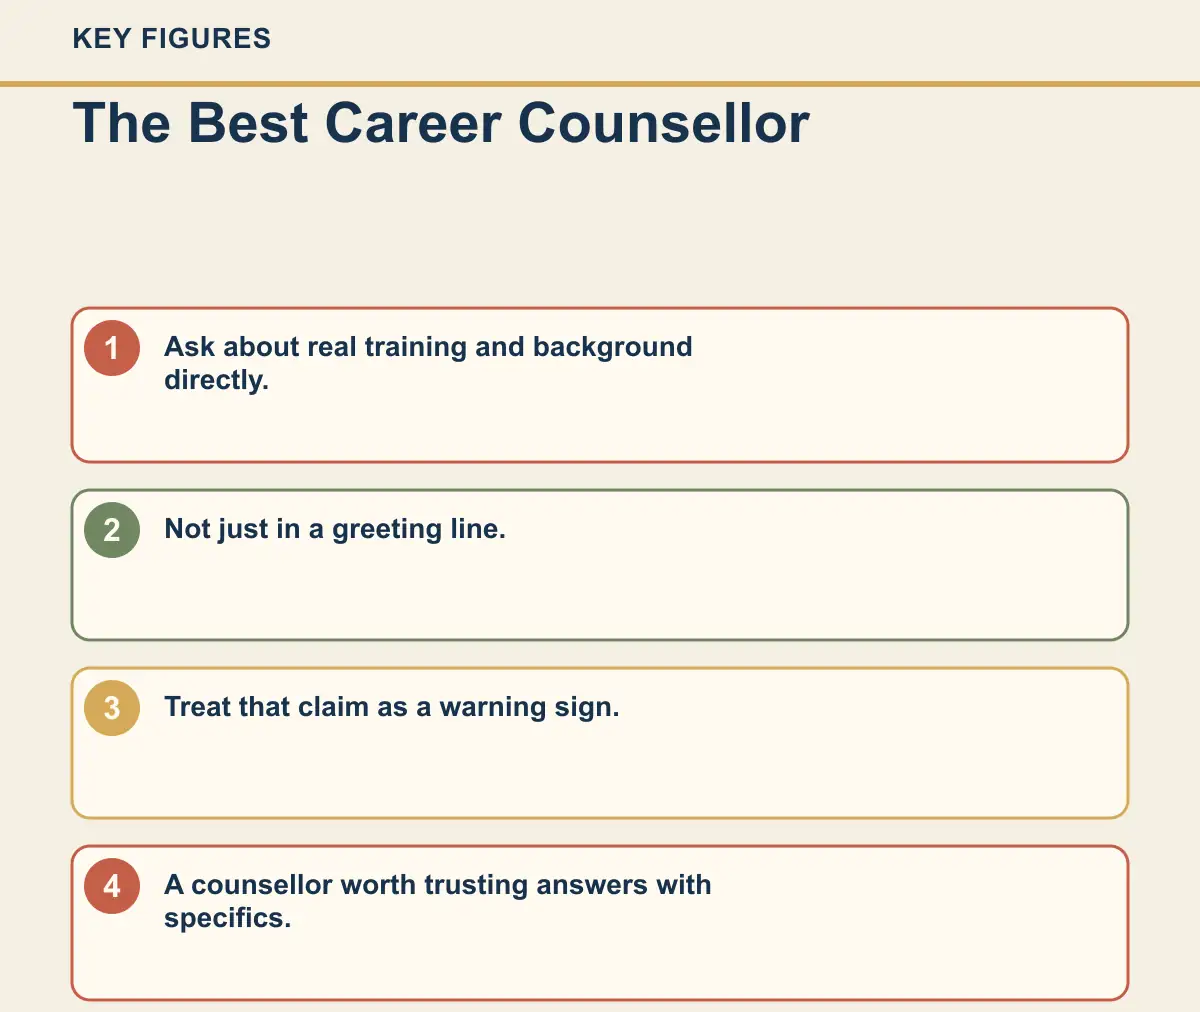 KEY FIGURES
The Best Career Counsellor
1
Ask about real training and background
directly.
2
Not just in a greeting line.
3
Treat that claim as a warning sign.
4
A counsellor worth trusting answers with
specifics.